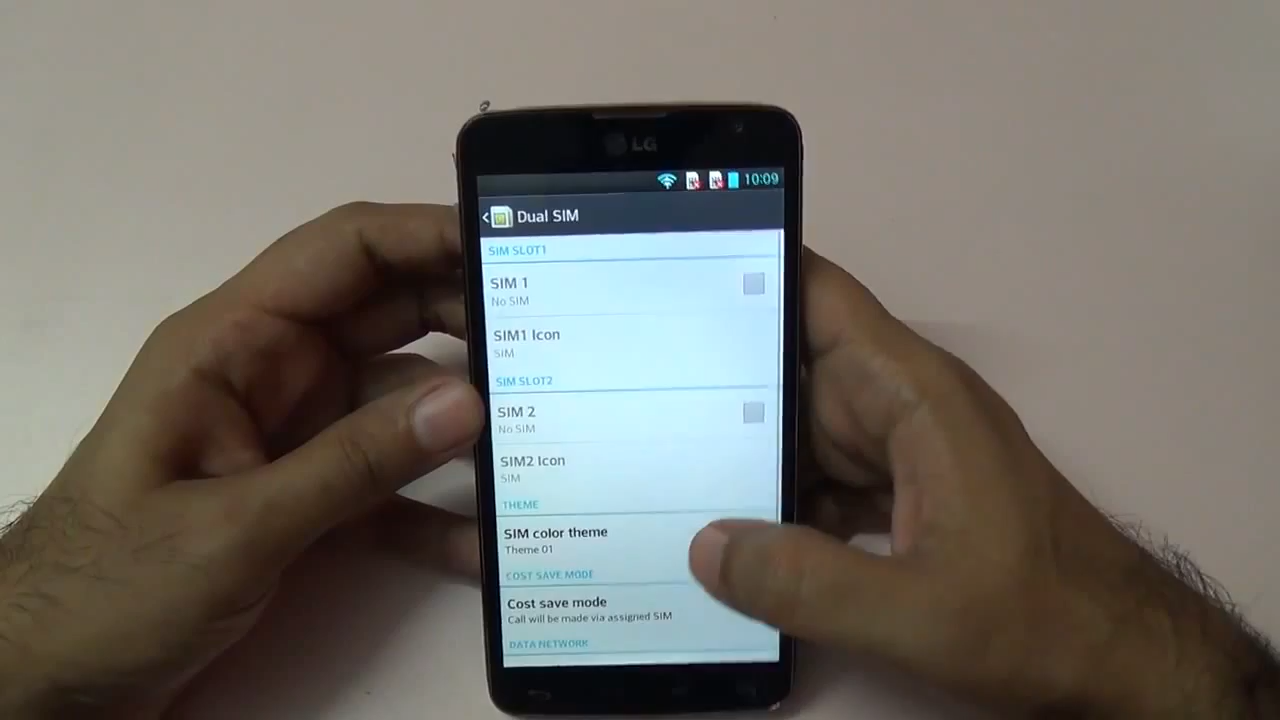 LG
10:09
Dual SIM
SIM SLOT1
SIM 1
No SIM
SIM1 Icon
SIM
SIM SLOT2
SIM 2
No SIM
SIM2 Icon
SIM
THEME
SIM color theme
Theme 01
COST SAVE MODE
Cost save mode
Call will be made via assigned SIM
DATA NETWORK